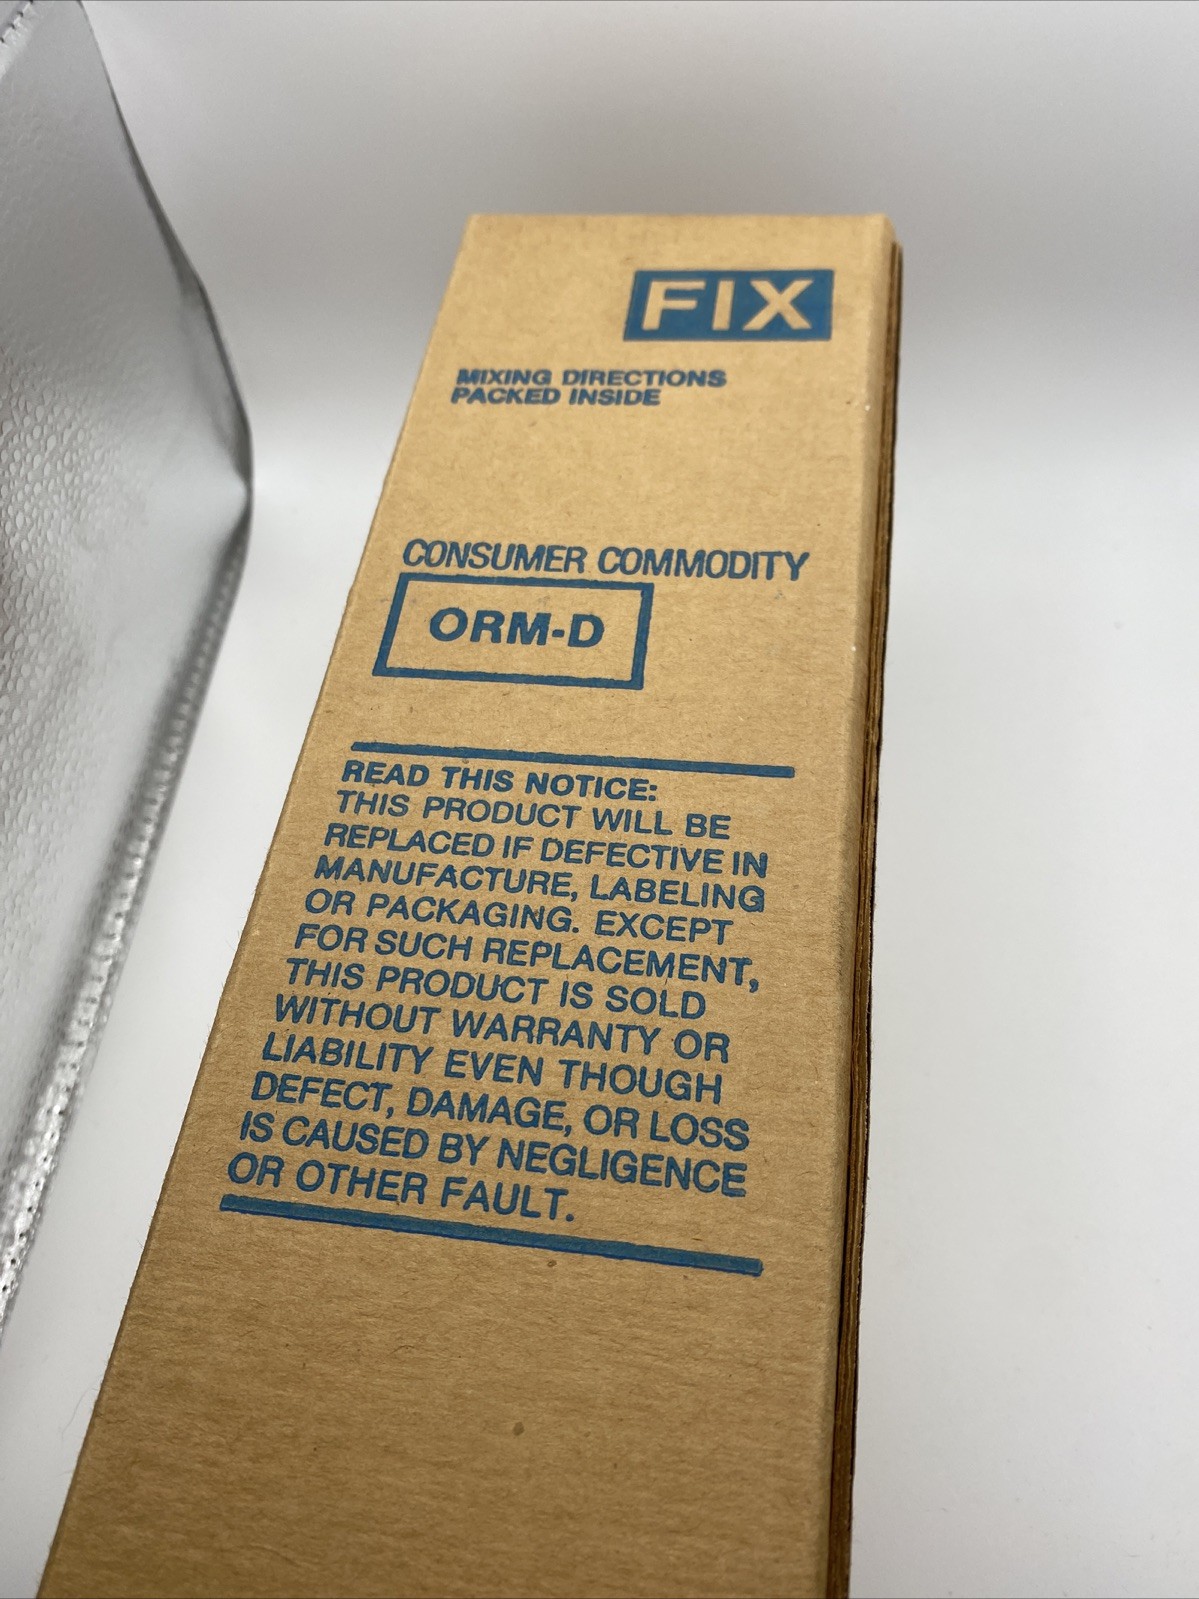 FIX
MIXING DIRECTIONS
PACKED INSIDE
CONSUMER COMMODITY
ORM-D
READ THIS NOTICE:
THIS PRODUCT WILL BE
REPLACED IF DEFECTIVE IN
MANUFACTURE, LABELING
OR PACKAGING. EXCEPT
FOR SUCH REPLACEMENT,
THIS PRODUCT IS SOLD
WITHOUT WARRANTY OR
LIABILITY EVEN THOUGH
DEFECT, DAMAGE, OR LOSS
IS CAUSED BY NEGLIGENCE
OR OTHER FAULT.